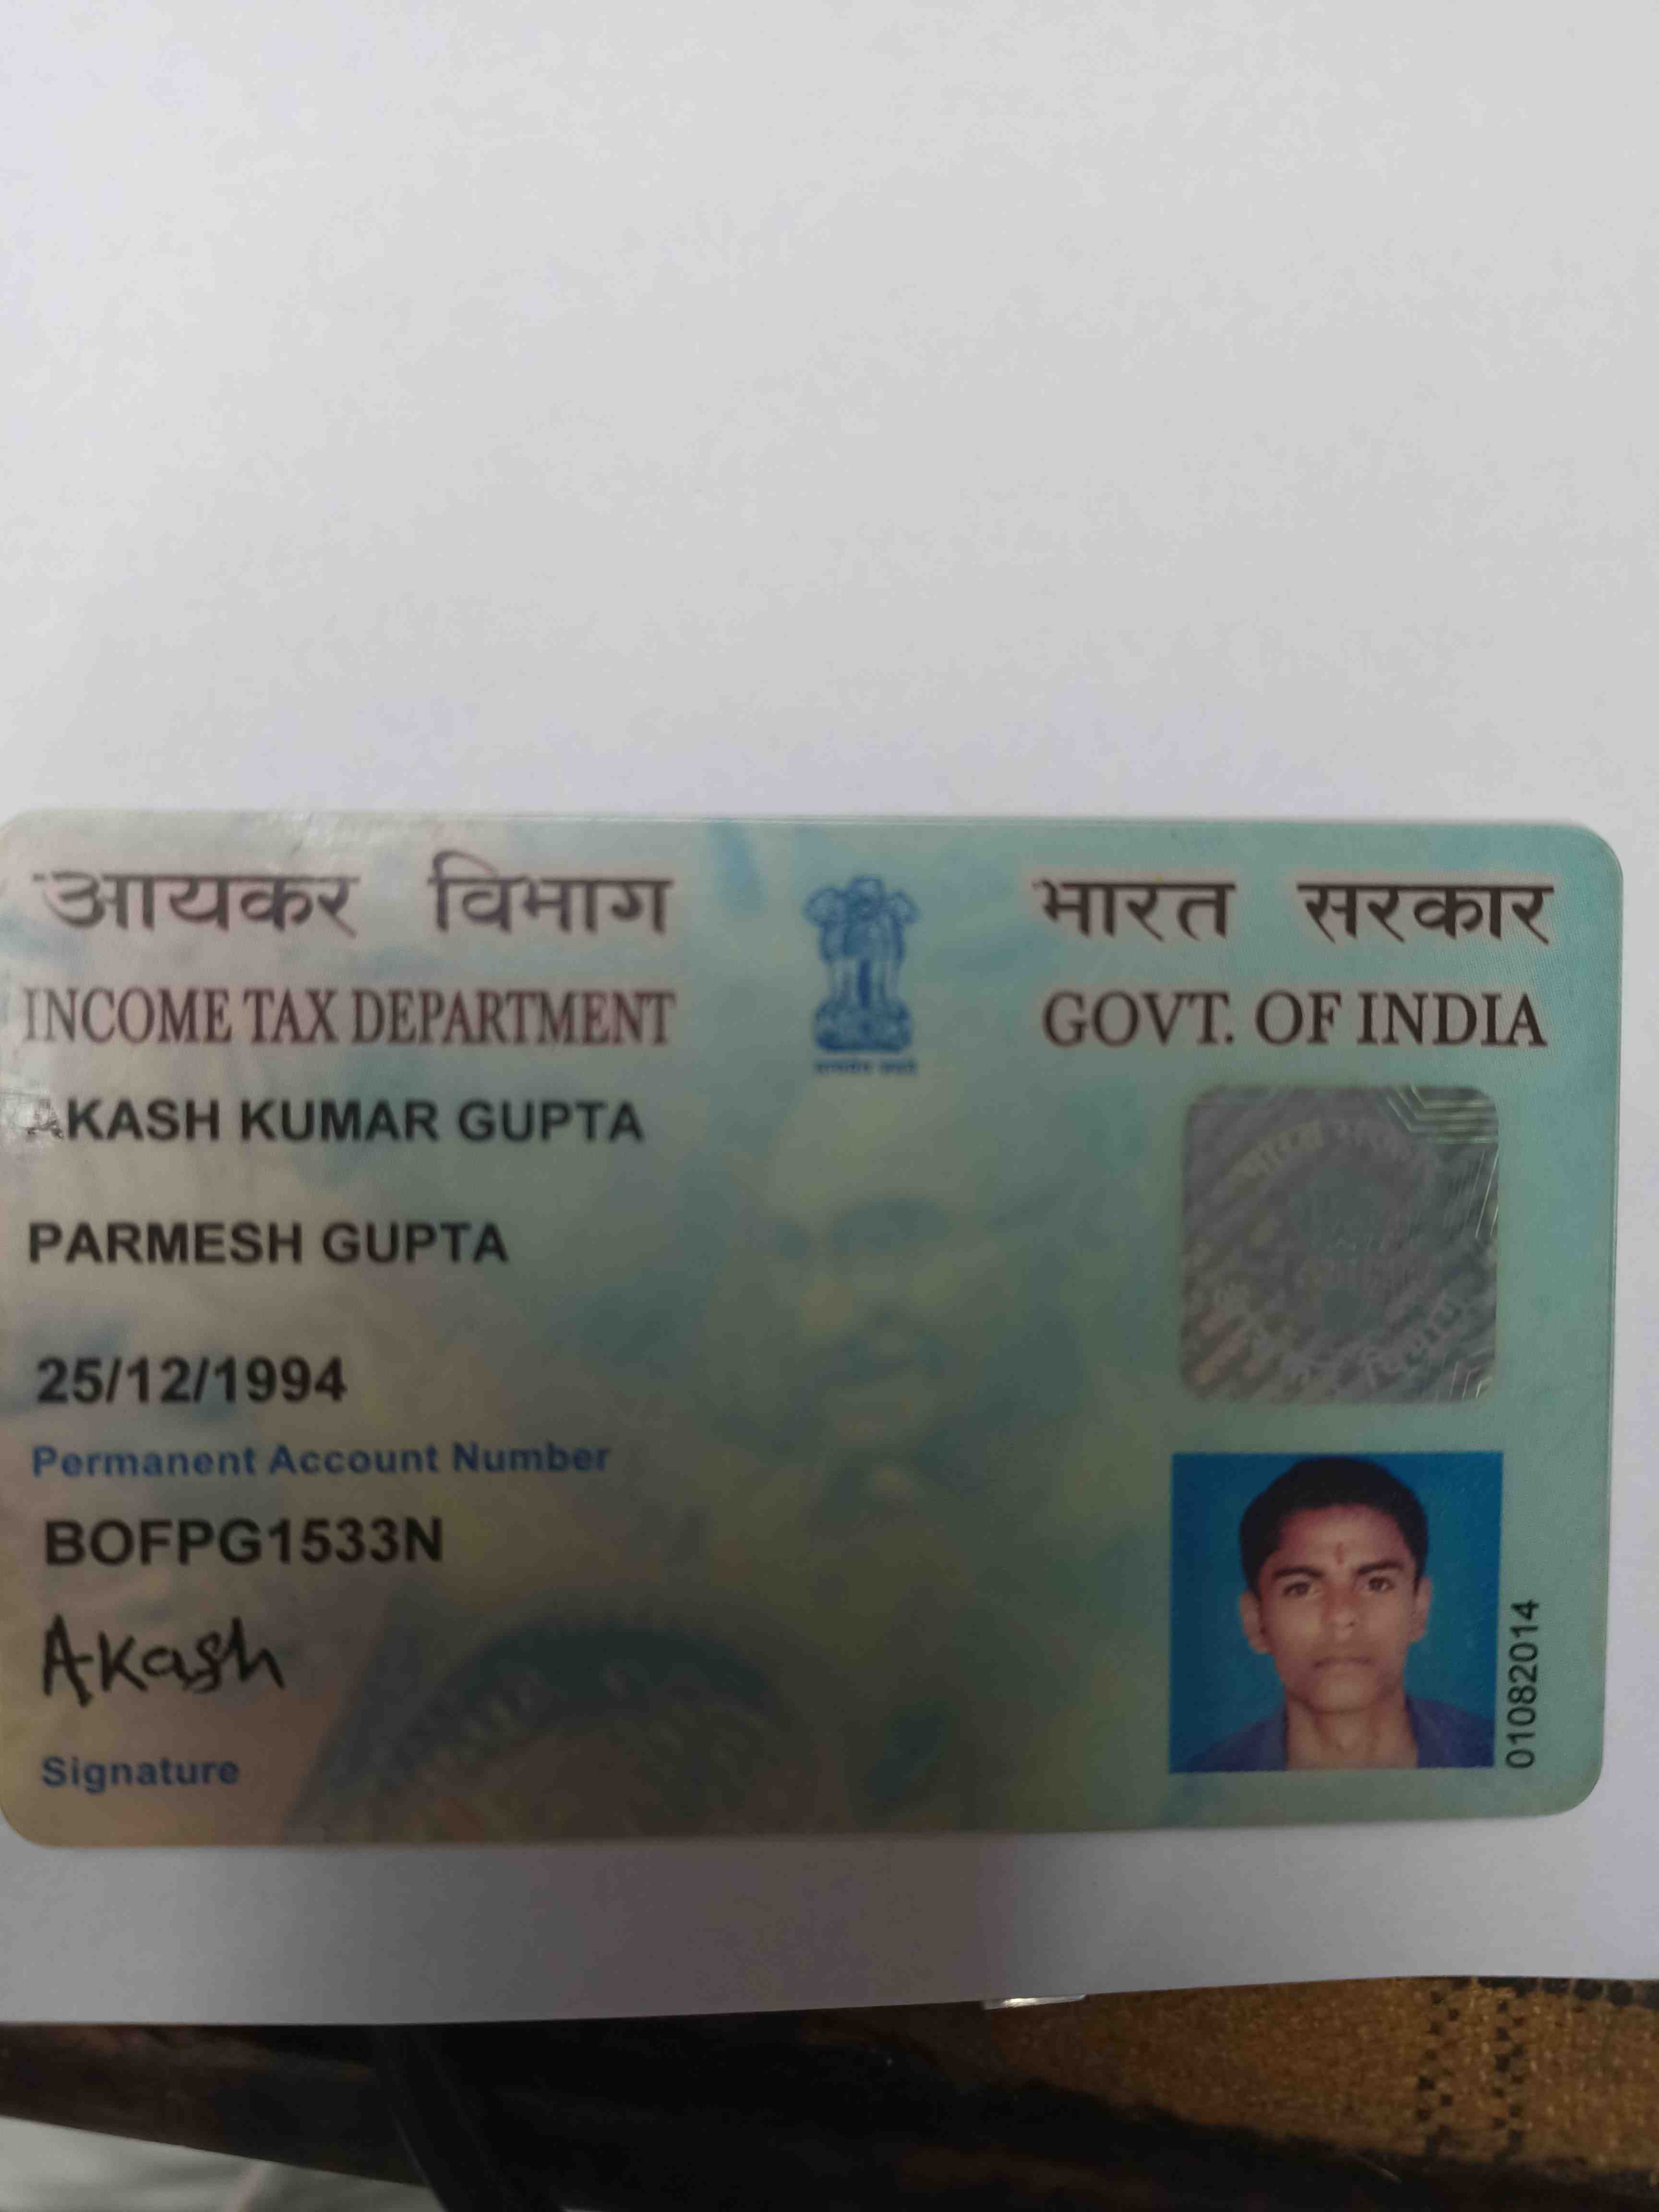 आयकर विभाग
INCOME TAX DEPARTMENT
भारत सरकार
GOVT. OF INDIA
AKASH KUMAR GUPTA
PARMESH GUPTA
25/12/1994
Permanent Account Number
BOFPG1533N
Akash
Signature
01082014